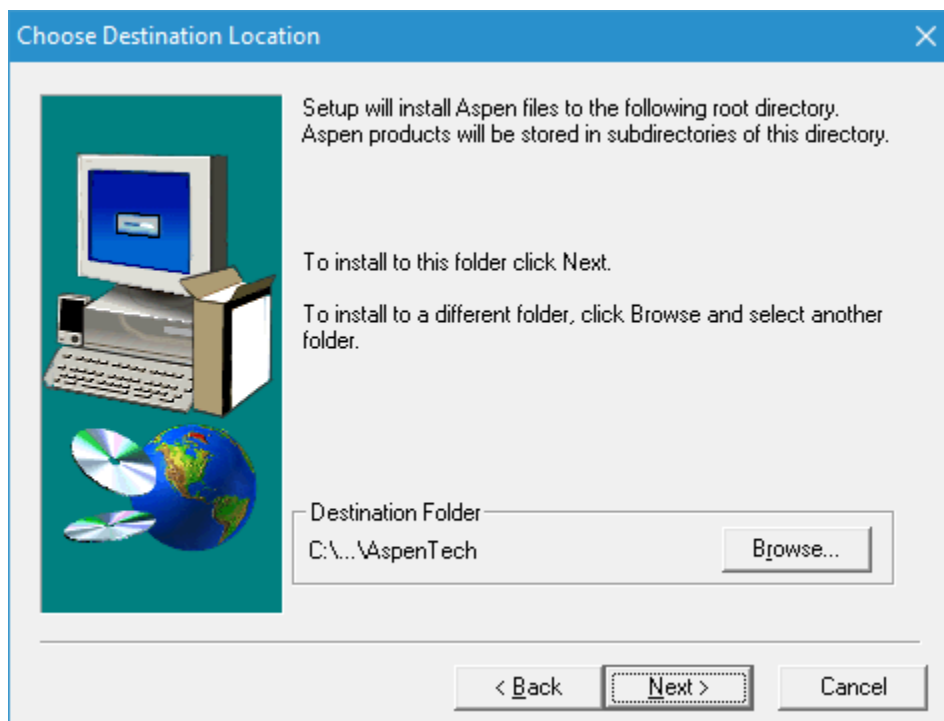 Choose Destination Location
Setup will install Aspen files to the following root directory.
Aspen products will be stored in subdirectories of this directory.
To install to this folder click Next.
To install to a different folder, click Browse and select another
folder.
Destination Folder
C:\...\AspenTech
Browse...
< Back
Next >
Cancel